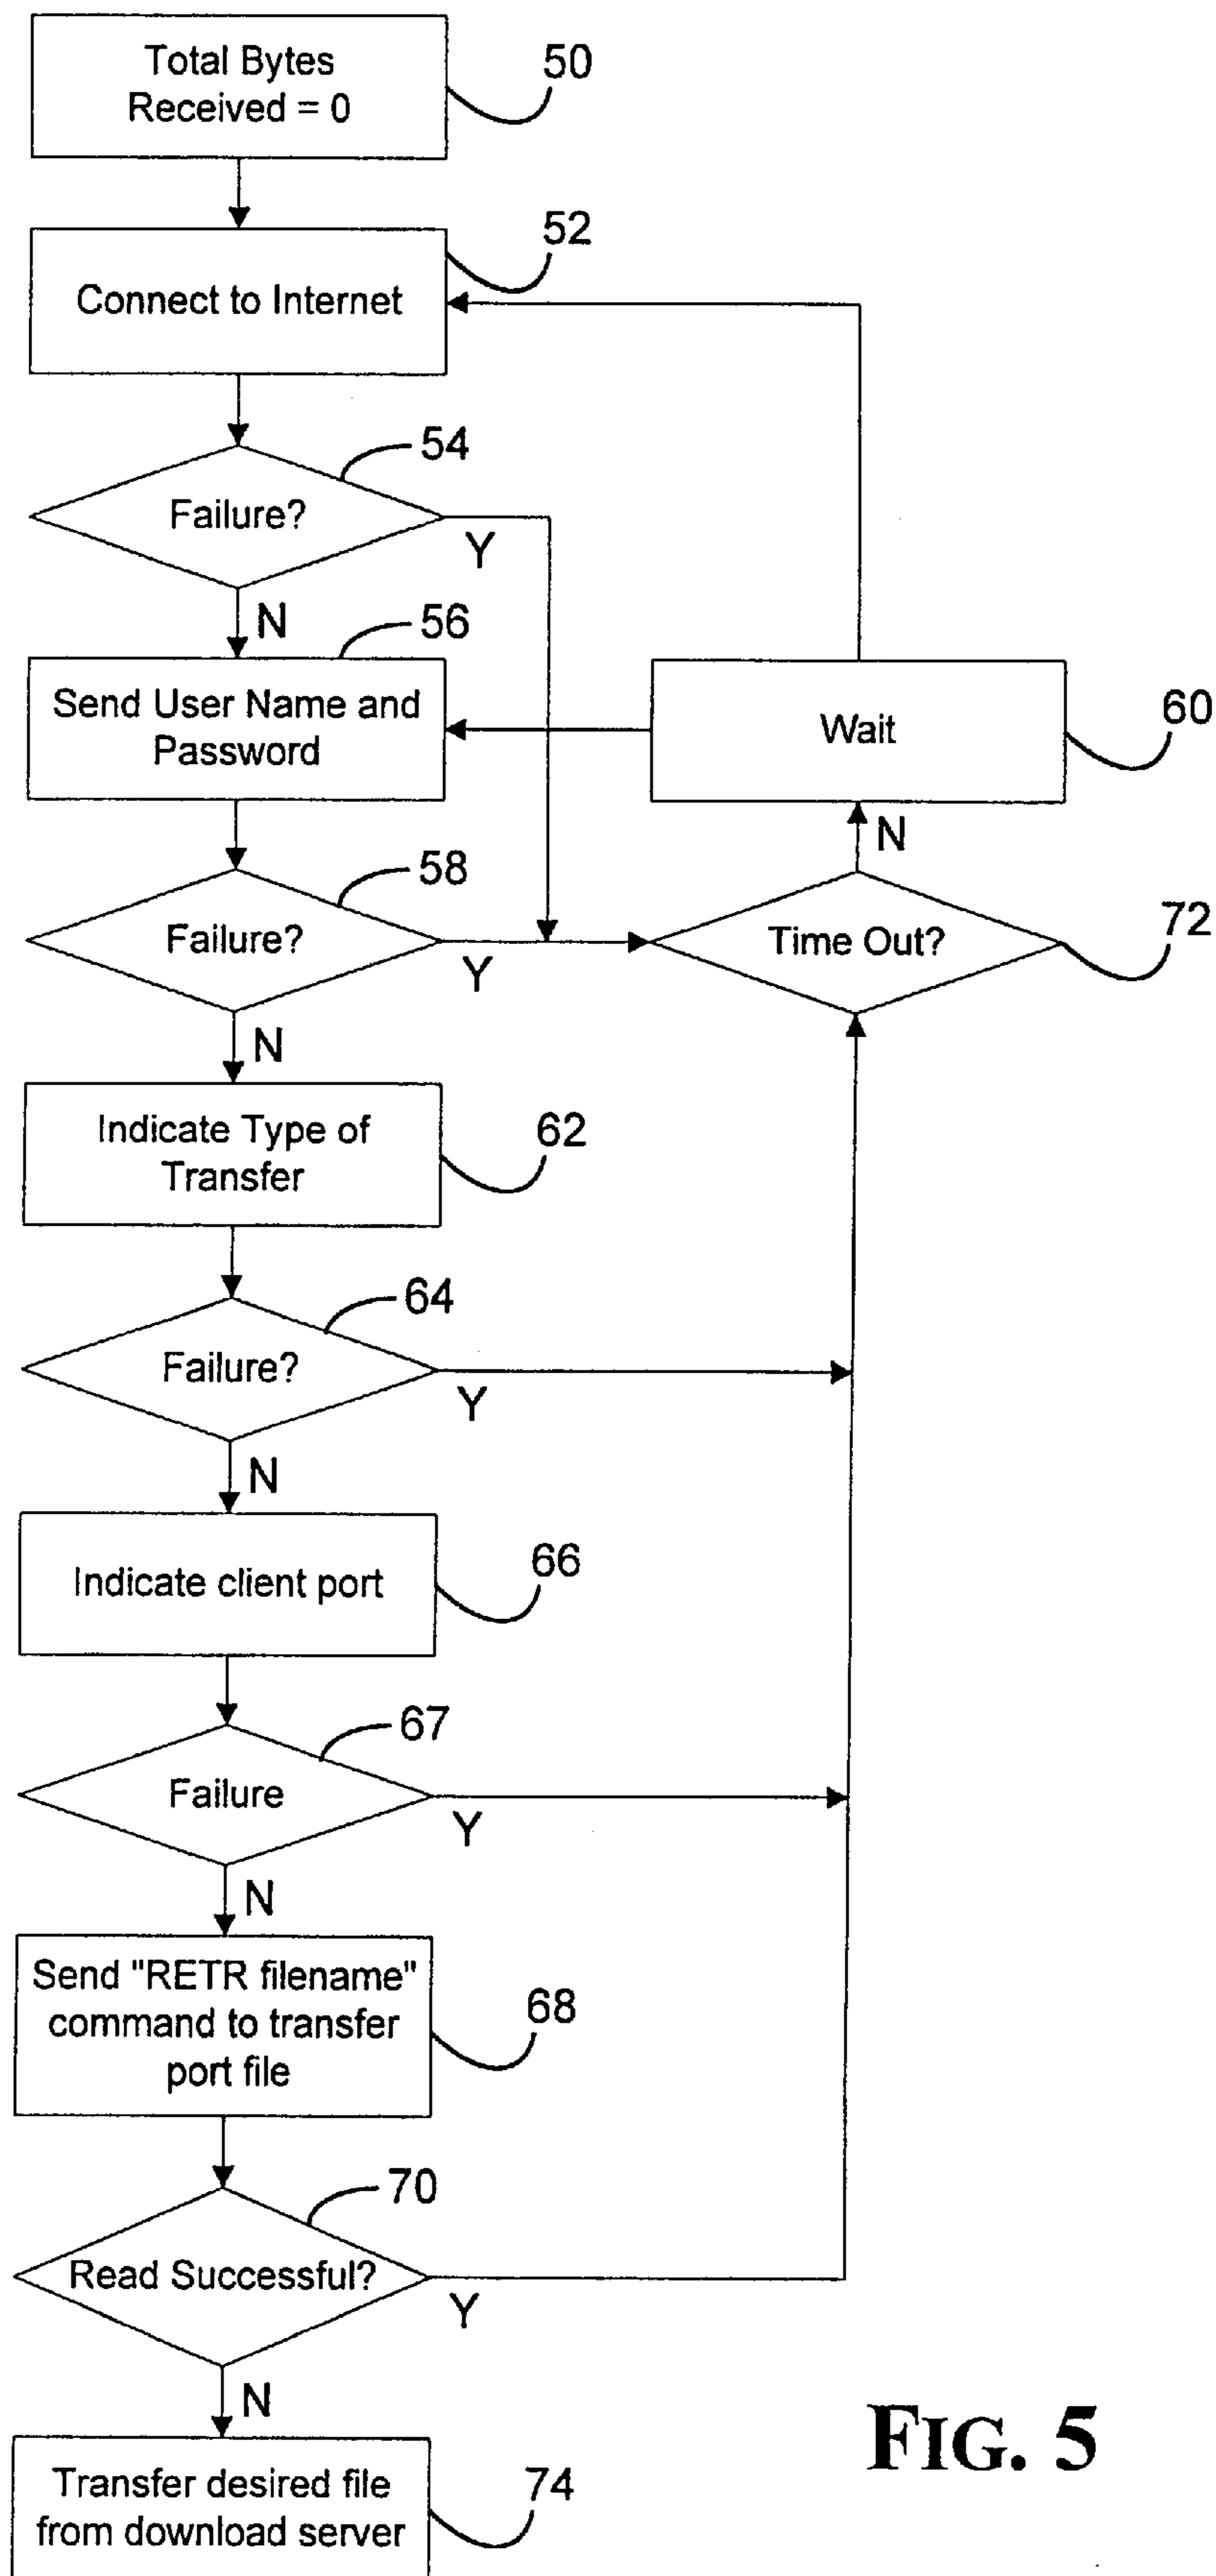 Total Bytes
Received = 0
50
Connect to Internet
52
Failure?
54
Y
N
Send User Name and
Password
56
Wait
60
N
Failure?
58
Y
Time Out?
72
N
Indicate Type of
Transfer
62
Failure?
64
Y
N
Indicate client port
66
Failure
67
Y
N
Send "RETR filename"
command to transfer
port file
68
Read Successful?
70
Y
N
Transfer desired file
from download server
74
FIG. 5